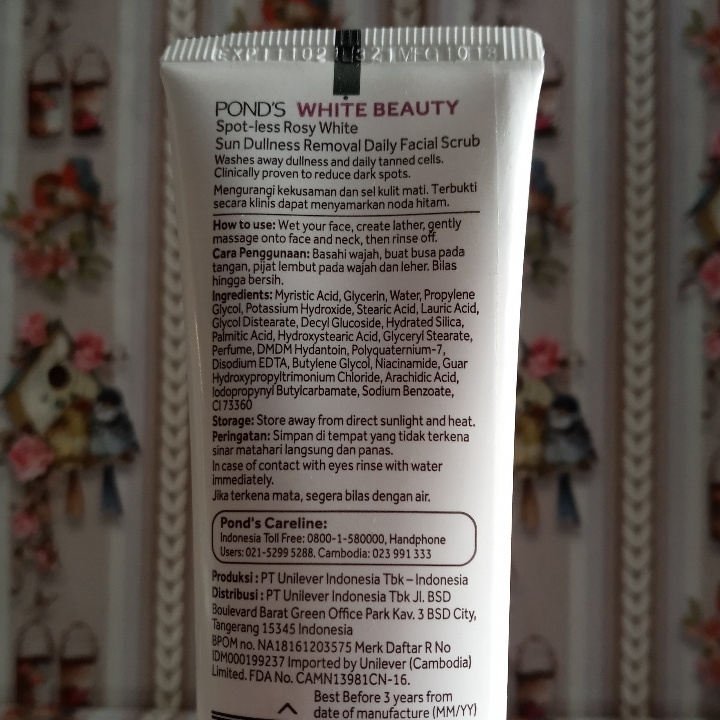 EXP111021
POND'S WHITE BEAUTY
Spot-less Rosy White
Sun Dullness Removal Daily Facial Scrub
Washes away dullness and daily tanned cells.
Clinically proven to reduce dark spots.
Mengurangi kekusaman dan sel kulit mati. Terbukti
secara klinis dapat menyamarkan noda hitam.
How to use: Wet your face, create lather, gently
massage onto face and neck, then rinse off.
Cara Penggunaan: Basahi wajah, buat busa pada
tangan, pijat lembut pada wajah dan leher. Bilas
hingga bersih.
Ingredients: Myristic Acid, Glycerin, Water, Propylene
Glycol, Potassium Hydroxide, Stearic Acid, Lauric Acid,
Glycol Distearate, Decyl Glucoside, Hydrated Silica,
Palmitic Acid, Hydroxystearic Acid, Glyceryl Stearate,
Perfume, DMDM Hydantoin, Polyquaternium-7,
Disodium EDTA, Butylene Glycol, Niacinamide, Guar
Hydroxypropyltrimonium Chloride, Arachidic Acid,
Iodopropynyl Butylcarbamate, Sodium Benzoate,
CI 73360
Storage: Store away from direct sunlight and heat.
Peringatan: Simpan di tempat yang tidak terkena
sinar matahari langsung dan panas.
In case of contact with eyes rinse with water
immediately.
Jika terkena mata, segera bilas dengan air.
Pond's Careline:
Indonesia Toll Free: 0800-1-580000, Handphone
Users: 021-5299 5288. Cambodia: 023 991 333
Produksi : PT Unilever Indonesia Tbk – Indonesia
Distribusi : PT Unilever Indonesia Tbk Jl. BSD
Boulevard Barat Green Office Park Kav. 3 BSD City,
Tangerang 15345 Indonesia
BPOM no. NA18161203575 Merk Daftar R No
IDM000199237 Imported by Unilever (Cambodia)
Limited. FDA No. CAMN13981CN-16.
Best Before 3 years from
date of manufacture (MM/YY)